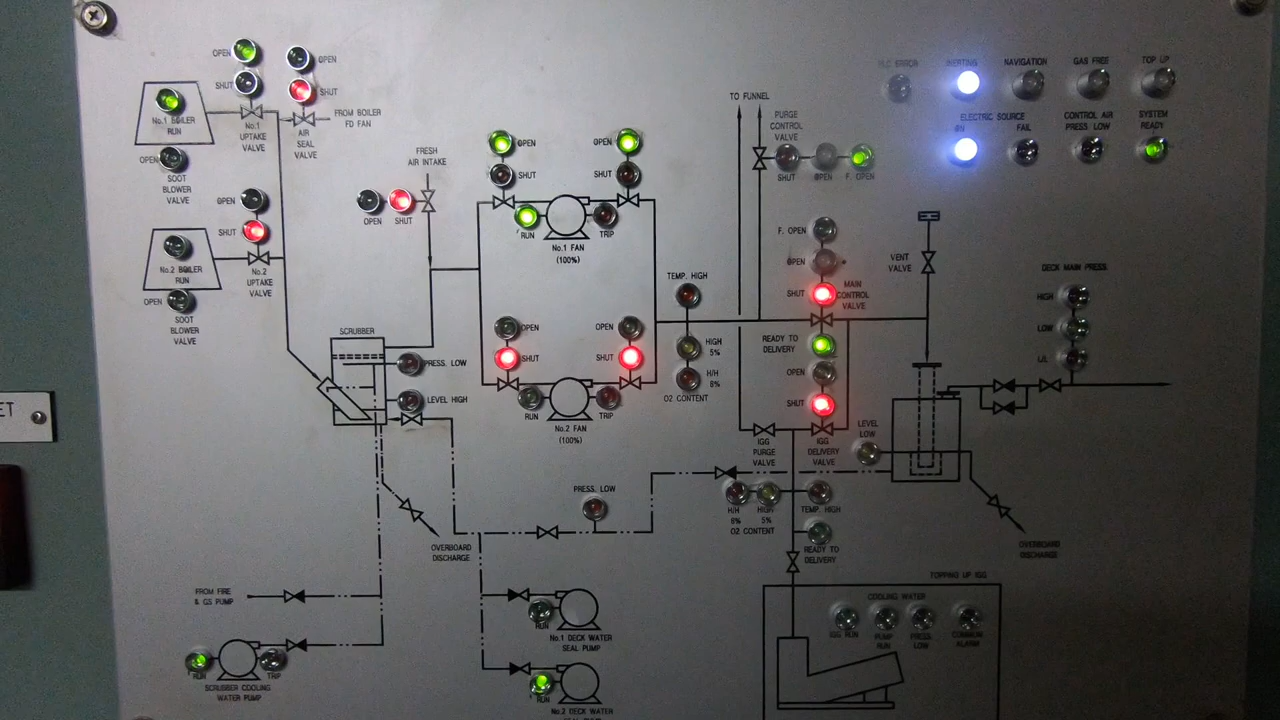 OPEN
SHUT
No.1 BOILER
RUN
No.1
UPTAKE
VALVE
OPEN
SHUT
AIR
SEAL
VALVE
FROM BOILER
FD FAN
OPEN
SOOT
BLOWER
VALVE
OPEN
SHUT
No.2 BOILER
RUN
No.2
UPTAKE
VALVE
OPEN
SOOT
BLOWER
VALVE
FRESH
AIR INTAKE
OPEN
SHUT
OPEN
SHUT
OPEN
SHUT
RUN
TRIP
No.1 FAN
(100%)
OPEN
SHUT
OPEN
SHUT
RUN
TRIP
No.2 FAN
(100%)
SCRUBBER
PRESS. LOW
LEVEL HIGH
TEMP. HIGH
HIGH
5%
H/H
8%
O2 CONTENT
TO FUNNEL
PURGE
CONTROL
VALVE
SHUT
OPEN
F. OPEN
INERTING
NAVIGATION
GAS FREE
TOP UP
ELECTRIC SOURCE
ON
FAIL
CONTROL AIR
PRESS LOW
SYSTEM
READY
F. OPEN
OPEN
SHUT
MAIN
CONTROL
VALVE
READY TO
DELIVERY
OPEN
SHUT
VENT
VALVE
DECK MAIN PRESS.
HIGH
LOW
L/L
IGG
PURGE
VALVE
IGG
DELIVERY
VALVE
LEVEL
LOW
PRESS. LOW
H/H
8%
HIGH
5%
O2 CONTENT
TEMP. HIGH
READY TO
DELIVERY
OVERBOARD
DISCHARGE
OVERBOARD
DISCHARGE
FROM FIRE
& GS PUMP
RUN
TRIP
SCRUBBER COOLING
WATER PUMP
RUN
No.1 DECK WATER
SEAL PUMP
RUN
No.2 DECK WATER
TOPPING UP IGG
COOLING WATER
IGG RUN
PUMP
RUN
PRESS
LOW
COMMUN
ALARM
ET